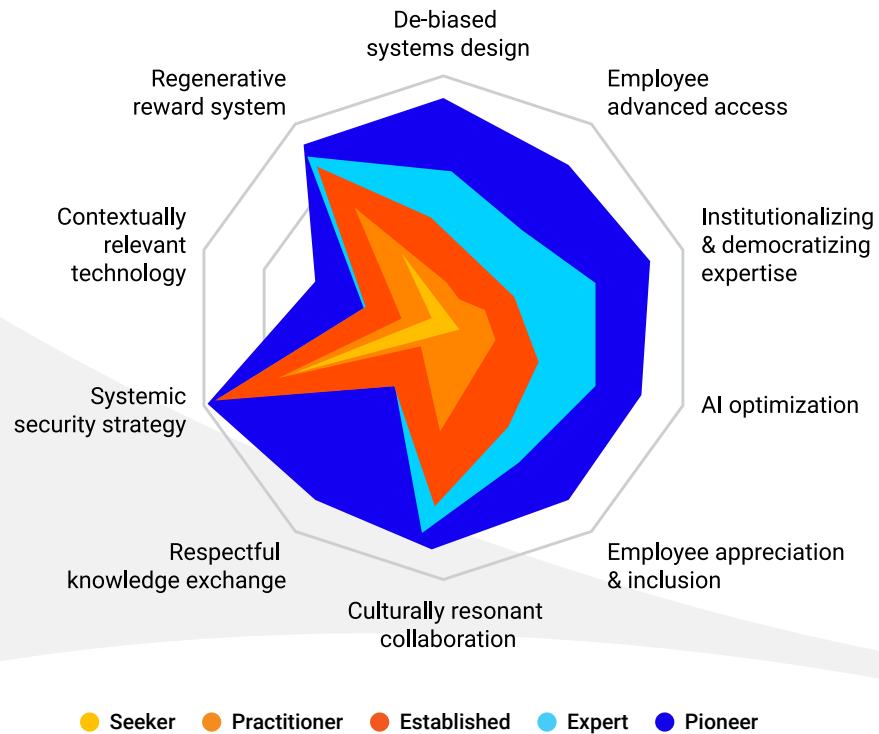 De-biased
systems design
Employee
advanced access
Institutionalizing
& democratizing
expertise
AI optimization
Employee appreciation
& inclusion
Culturally resonant
collaboration
Respectful
knowledge exchange
Systemic
security strategy
Contextually
relevant
technology
Regenerative
reward system
Seeker Practitioner Established Expert Pioneer